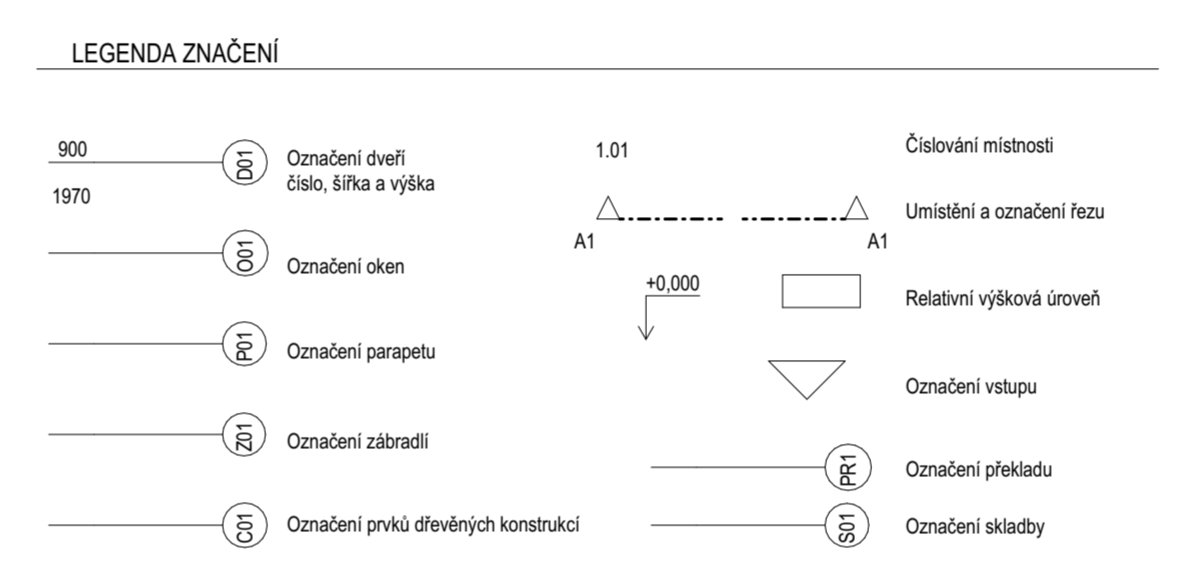 LEGENDA ZNAČENÍ
900
1970
D01
Označení dveří
číslo, šířka a výška
O01
Označení oken
P01
Označení parapetu
Z01
Označení zábradlí
C01
Označení prvků dřevěných konstrukcí
1.01
Číslování místnosti
A1 A1
Umístění a označení řezu
+0,000
Relativní výšková úroveň
Označení vstupu
PR1
Označení překladu
S01
Označení skladby